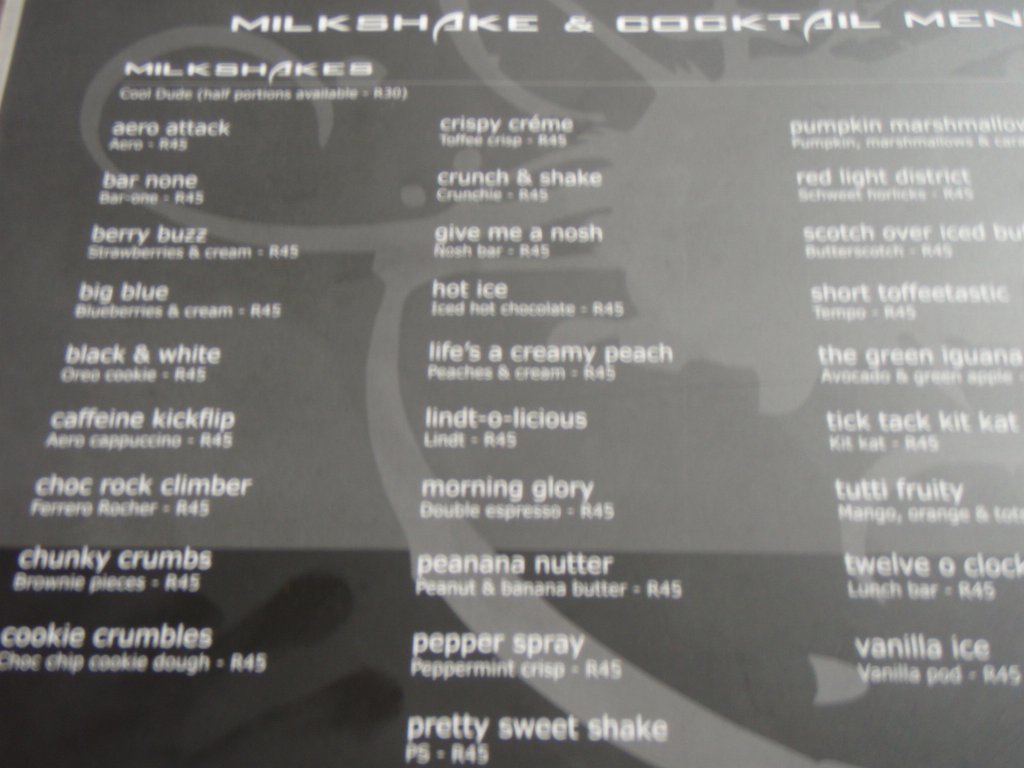 MILKSHAKE & COCKTAIL MEN
MILKSHAKES
Cool Dude (half portions available - R30)
aero attack
Aero - R45
bar none
Bar-one - R45
berry buzz
Strawberries & cream - R45
big blue
Blueberries & cream - R45
black & white
Oreo cookie - R45
caffeine kickflip
Aero cappuccino - R45
choc rock climber
Ferrero Rocher - R45
chunky crumbs
Brownie pieces - R45
cookie crumbles
Choc chip cookie dough - R45
crispy créme
Toffee crisp - R45
crunch & shake
Crunchie - R45
give me a nosh
Nosh bar - R45
hot ice
Iced hot chocolate - R45
life's a creamy peach
Peaches & cream - R45
lindt-o-licious
Lindt - R45
morning glory
Double espresso - R45
peanana nutter
Peanut & banana butter - R45
pepper spray
Peppermint crisp - R45
pretty sweet shake
PS - R45
pumpkin marshmallow
Pumpkin, marshmallows & cara
red light district
Schweet horlicks - R45
scotch over iced but
Butterscotch - R45
short toffeetastic
Tempo - R45
the green iguana
Avocado & green apple -
tick tack kit kat
Kit kat - R45
tutti fruity
Mango, orange & tote
twelve o clock
Lunch bar - R45
vanilla ice
Vanilla pod - R45